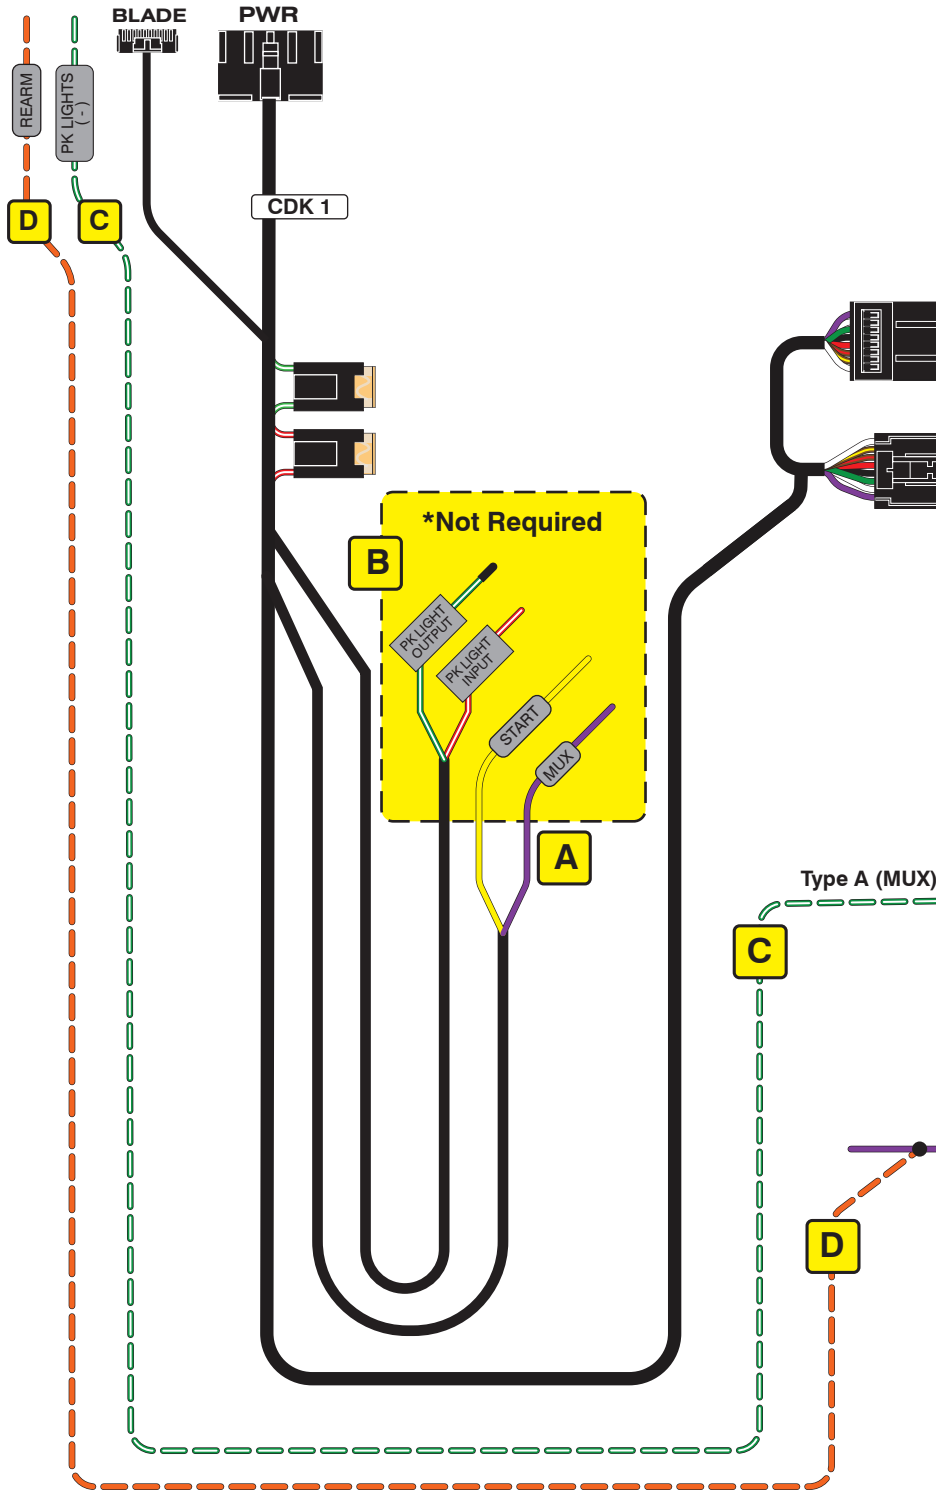 BLADE
PWR
REARM
PK LIGHTS
( - )
D
C
CDK 1
*Not Required
B
PK LIGHT
OUTPUT
PK LIGHT
INPUT
START
MUX
A
Type A (MUX)
C
D